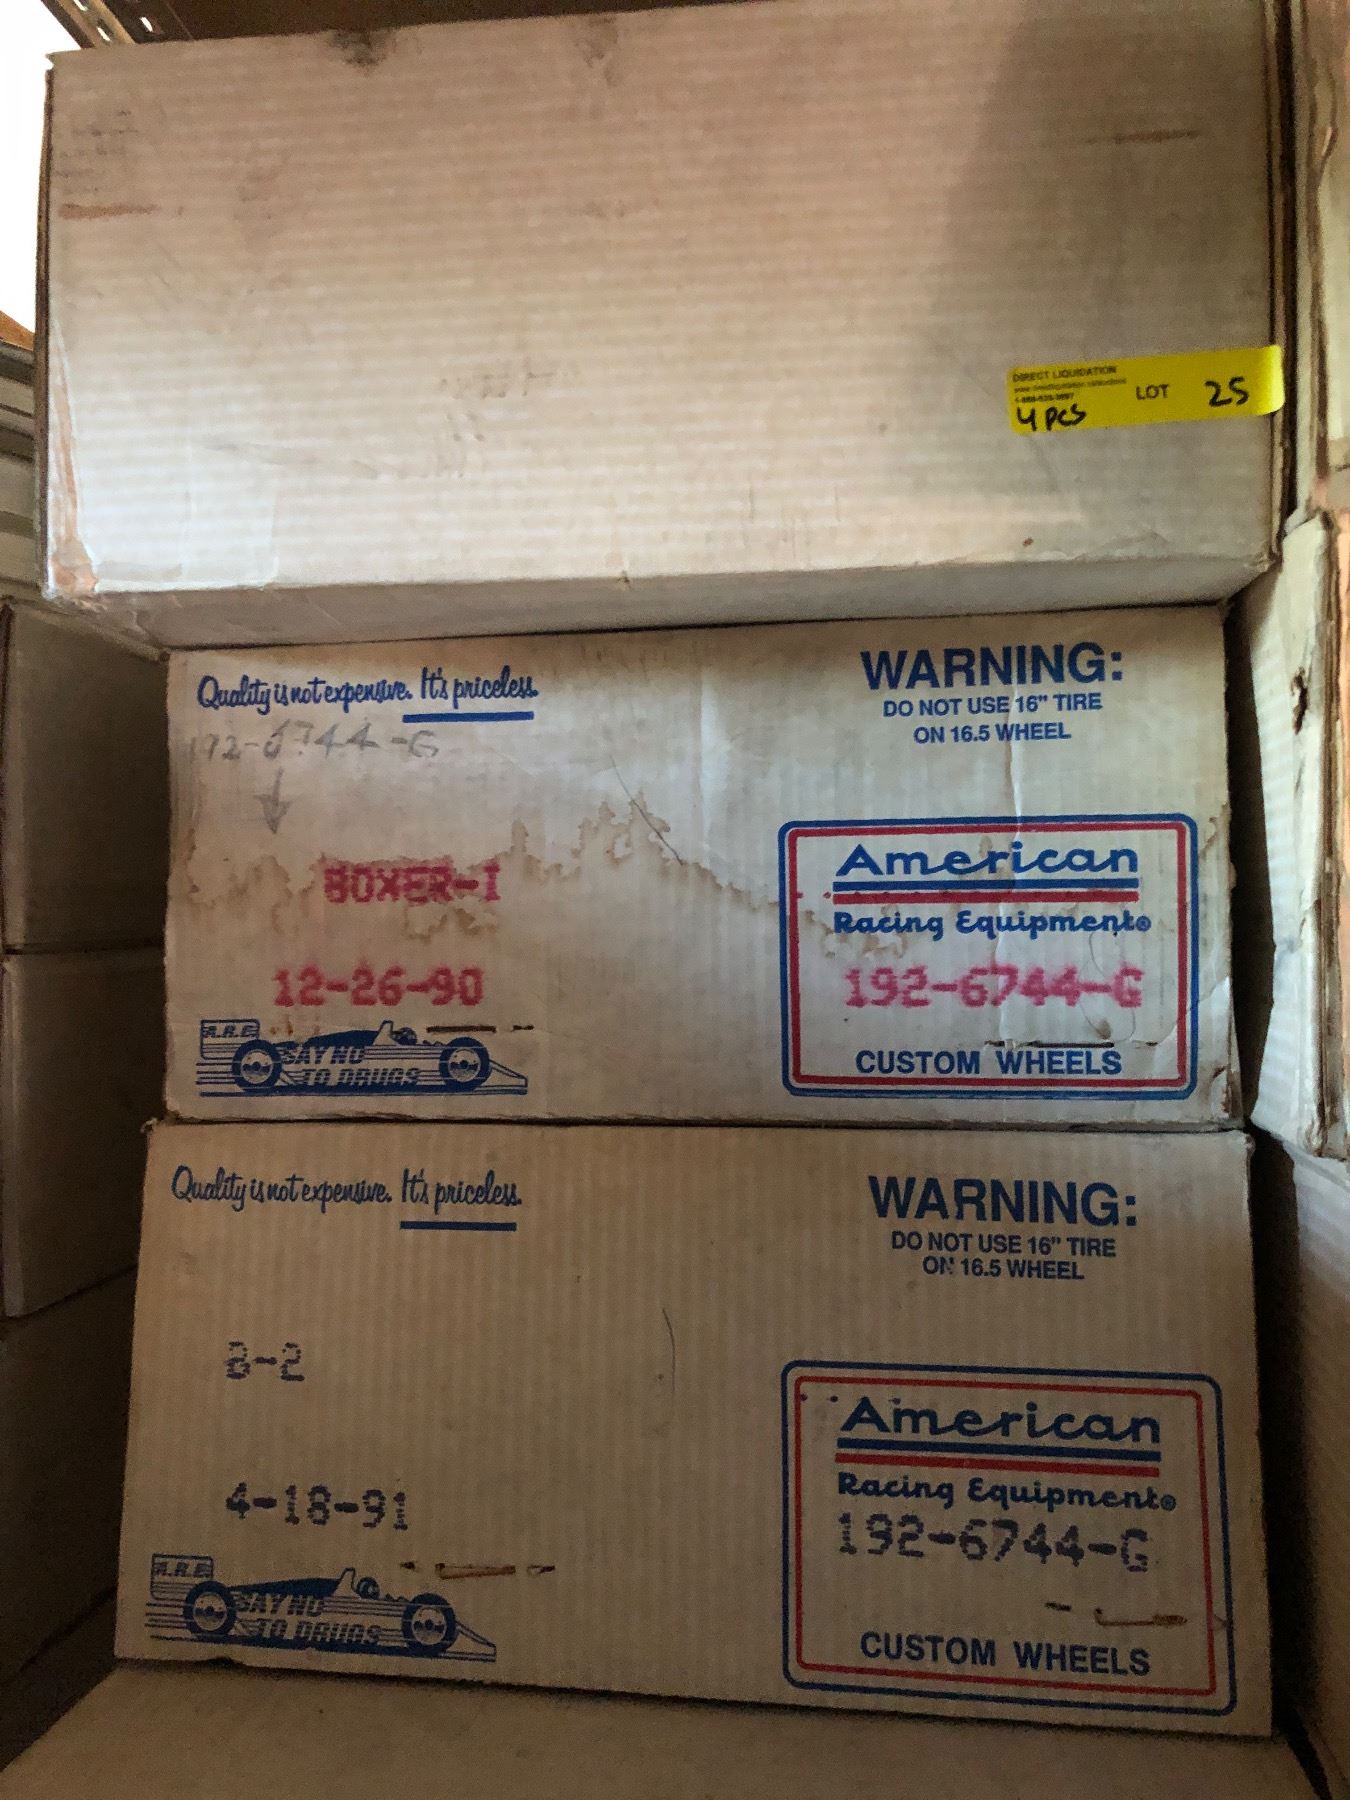 DIRECT LIQUIDATION
LOT 25
4 PCS
Quality is not expensive. It's priceless.
192-6744-G
WARNING:
DO NOT USE 16" TIRE
ON 16.5 WHEEL
BOXER-I
12-26-90
A.R.E
SAY NO
TO DRUGS
American
Racing Equipment®
192-6744-G
CUSTOM WHEELS
Quality is not expensive. It's priceless.
WARNING:
DO NOT USE 16" TIRE
ON 16.5 WHEEL
8-2
4-18-91
A.R.E
SAY NO
TO DRUGS
American
Racing Equipment®
192-6744-G
CUSTOM WHEELS